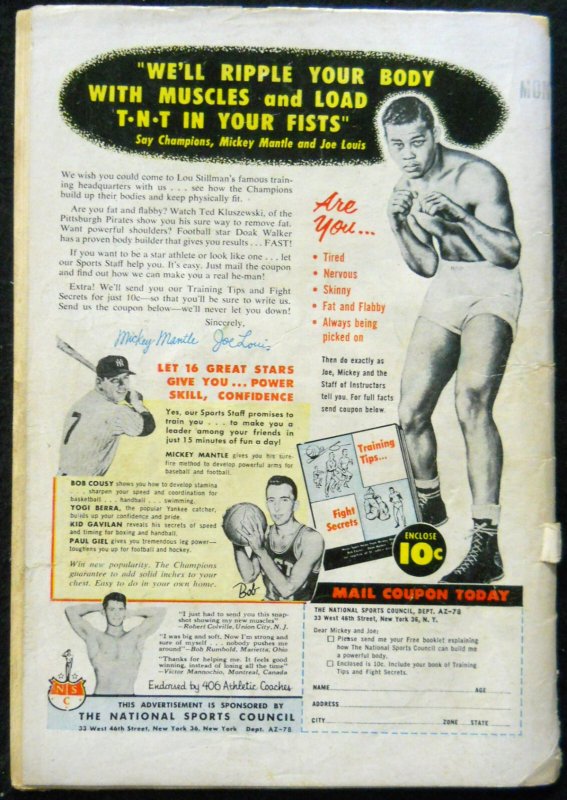 "WE'LL RIPPLE YOUR BODY
WITH MUSCLES and LOAD
T·N·T IN YOUR FISTS"
Say Champions, Mickey Mantle and Joe Louis
We wish you could come to Lou Stillman's famous train-
ing headquarters with us . . . see how the Champions
build up their bodies and keep physically fit.
Are you fat and flabby? Watch Ted Kluszewski, of the
Pittsburgh Pirates show you his sure way to remove fat.
Want powerful shoulders? Football star Doak Walker
has a proven body builder that gives you results . . . FAST!
If you want to be a star athlete or look like one . . . let
our Sports Staff help you. It's easy. Just mail the coupon
and find out how we can make you a real he-man!
Extra! We'll send you our Training Tips and Fight
Secrets for just 10c—so that you'll be sure to write us.
Send us the coupon below—we'll never let you down!
Sincerely,
Mickey Mantle Joe Louis
Are
You...
• Tired
• Nervous
• Skinny
• Fat and Flabby
• Always being
picked on
Then do exactly as
Joe, Mickey and the
Staff of Instructors
tell you. For full facts
send coupon below.
LET 16 GREAT STARS
GIVE YOU...POWER
SKILL, CONFIDENCE
Yes, our Sports Staff promises to
train you . . . to make you a
leader among your friends in
just 15 minutes of fun a day!
MICKEY MANTLE gives you his sure-
fire method to develop powerful arms for
baseball and football.
BOB COUSY shows you how to develop stamina
. . . sharpen your speed and coordination for
basketball . . . handball . . . swimming.
YOGI BERRA, the popular Yankee catcher,
builds up your confidence and pride.
KID GAVILAN reveals his secrets of speed
and timing for boxing and handball.
PAUL GIEL gives you tremendous leg power—
toughens you up for football and hockey.
Win new popularity. The Champions
guarantee to add solid inches to your
chest. Easy to do in your own home.
7
Bob
Training
Tips...
Fight
Secrets
ENCLOSE
10c
"I just had to send you this snap-
shot showing my new muscles"
—Robert Colville, Union City, N. J.
"I was big and soft. Now I'm strong and
sure of myself . . . nobody pushes me
around"—Bob Rumbold, Marietta, Ohio
"Thanks for helping me. It feels good
winning, instead of losing all the time"
—Victor Mannochio, Montreal, Canada
Endorsed by 406 Athletic Coaches
NSC
THIS ADVERTISEMENT IS SPONSORED BY
THE NATIONAL SPORTS COUNCIL
33 West 46th Street, New York 36, New York Dept. AZ-78
MAIL COUPON TODAY
THE NATIONAL SPORTS COUNCIL, DEPT. AZ-78
33 West 46th Street, New York 36, N. Y.
Dear Mickey and Joe:
Please send me your Free booklet explaining
how The National Sports Council can build me
a powerful body.
Enclosed is 10c. Include your book of Training
Tips and Fight Secrets.
NAME AGE
ADDRESS
CITY ZONE STATE